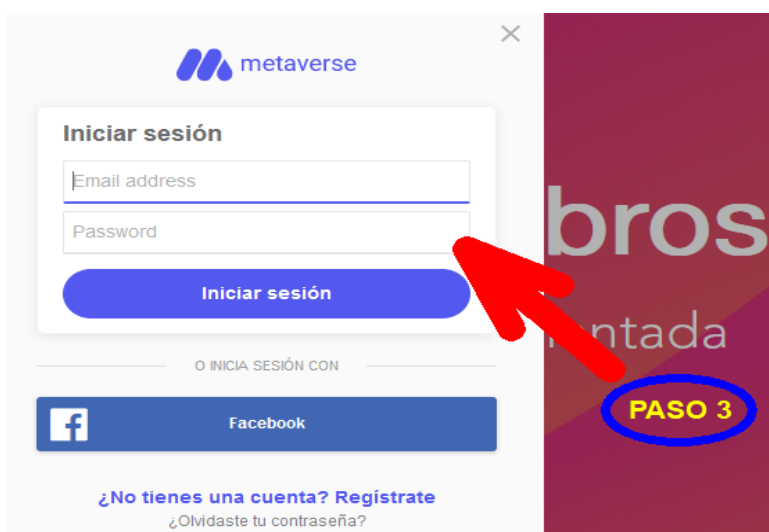 metaverse
Iniciar sesión
Email address
Password
Iniciar sesión
O INICIA SESIÓN CON
Facebook
¿No tienes una cuenta? Regístrate
¿Olvidaste tu contraseña?
bros
ntada
PASO 3